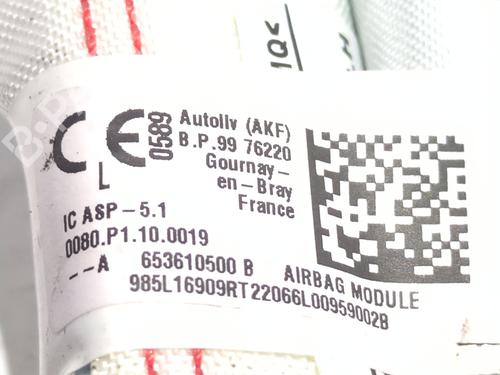 CE 0589
L
Autoliv (AKF)
B.P.99 76220
Gournay-
en-Bray
France
IC ASP-5.1
0080.P1.10.0019
--A 653610500 B AIRBAG MODULE
985L16909RT22066L00959002B